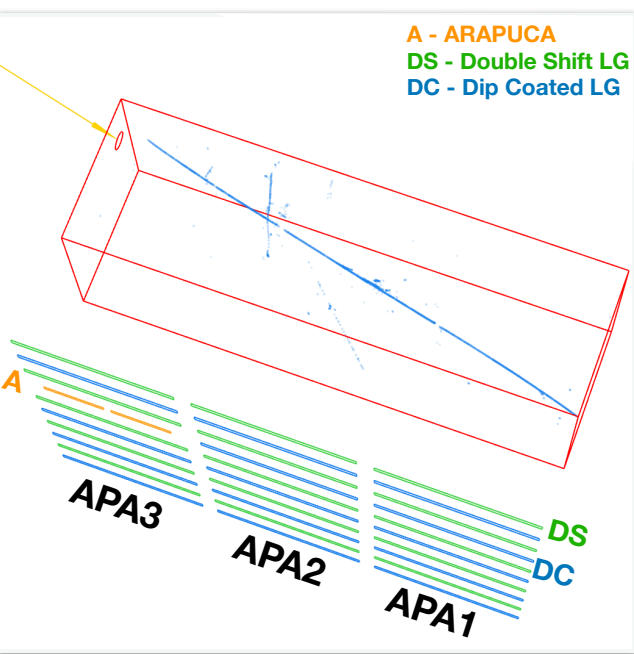 A - ARAPUCA
DS - Double Shift LG
DC - Dip Coated LG
A
APA3
APA2
APA1
DS
DC